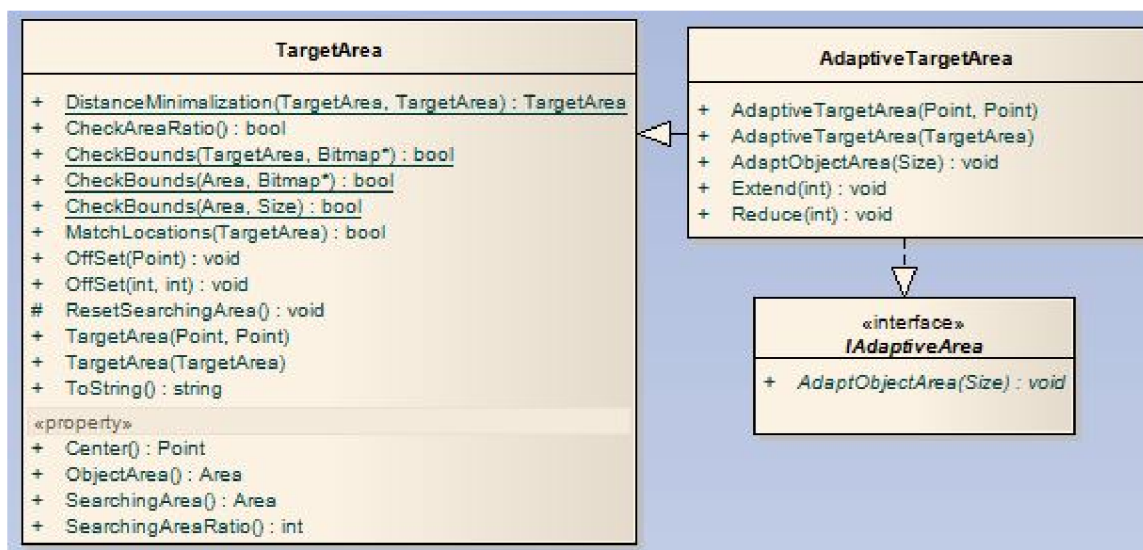 TargetArea
+ DistanceMinimalization(TargetArea, TargetArea) : TargetArea
+ CheckAreaRatio() : bool
+ CheckBounds(TargetArea, Bitmap*) : bool
+ CheckBounds(Area, Bitmap*) : bool
+ CheckBounds(Area, Size) : bool
+ MatchLocations(TargetArea) : bool
+ OffSet(Point) : void
+ OffSet(int, int) : void
# ResetSearchingArea() : void
+ TargetArea(Point, Point)
+ TargetArea(TargetArea)
+ ToString() : string
«property»
+ Center() : Point
+ ObjectArea() : Area
+ SearchingArea() : Area
+ SearchingAreaRatio() : int
AdaptiveTargetArea
+ AdaptiveTargetArea(Point, Point)
+ AdaptiveTargetArea(TargetArea)
+ AdaptObjectArea(Size) : void
+ Extend(int) : void
+ Reduce(int) : void
«interface»
IAdaptiveArea
+ AdaptObjectArea(Size) : void